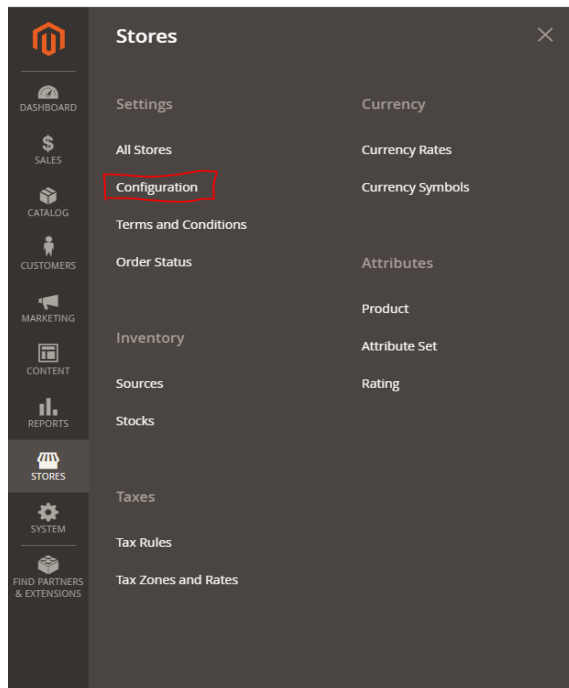 DASHBOARD
$
SALES
CATALOG
CUSTOMERS
MARKETING
CONTENT
REPORTS
STORES
SYSTEM
FIND PARTNERS
& EXTENSIONS
Stores
Settings
All Stores
Configuration
Terms and Conditions
Order Status
Inventory
Sources
Stocks
Taxes
Tax Rules
Tax Zones and Rates
Currency
Currency Rates
Currency Symbols
Attributes
Product
Attribute Set
Rating